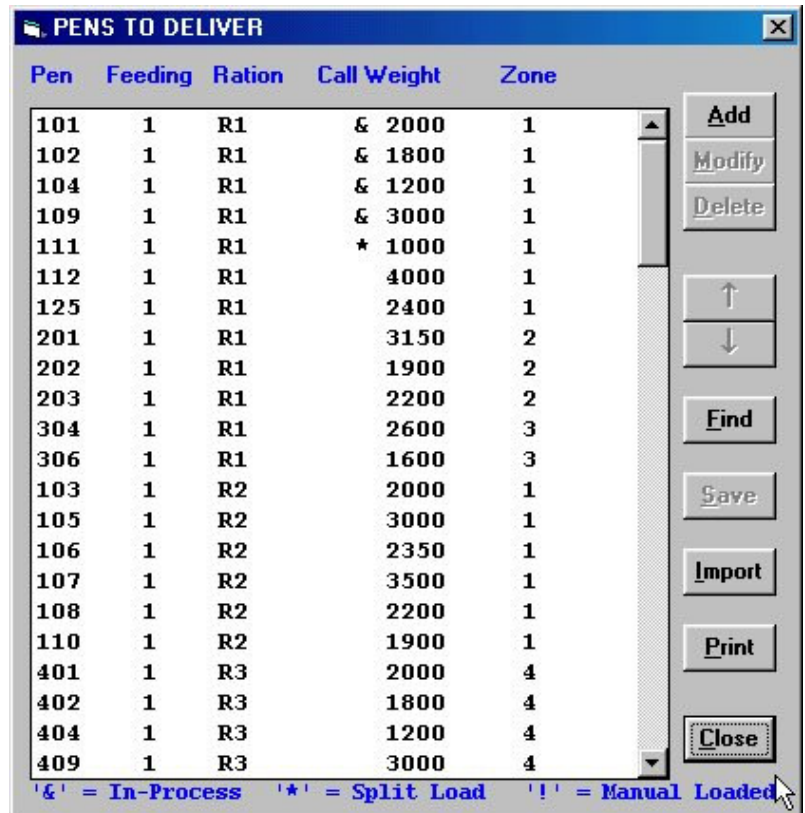 PENS TO DELIVER
Pen Feeding Ration Call Weight Zone
101 1 R1 & 2000 1
102 1 R1 & 1800 1
104 1 R1 & 1200 1
109 1 R1 & 3000 1
111 1 R1 * 1000 1
112 1 R1 4000 1
125 1 R1 2400 1
201 1 R1 3150 2
202 1 R1 1900 2
203 1 R1 2200 2
304 1 R1 2600 3
306 1 R1 1600 3
103 1 R2 2000 1
105 1 R2 3000 1
106 1 R2 2350 1
107 1 R2 3500 1
108 1 R2 2200 1
110 1 R2 1900 1
401 1 R3 2000 4
402 1 R3 1800 4
404 1 R3 1200 4
409 1 R3 3000 4
'&' = In-Process '*' = Split Load '!' = Manual Loaded
Add
Modify
Delete
↑
↓
Find
Save
Import
Print
Close